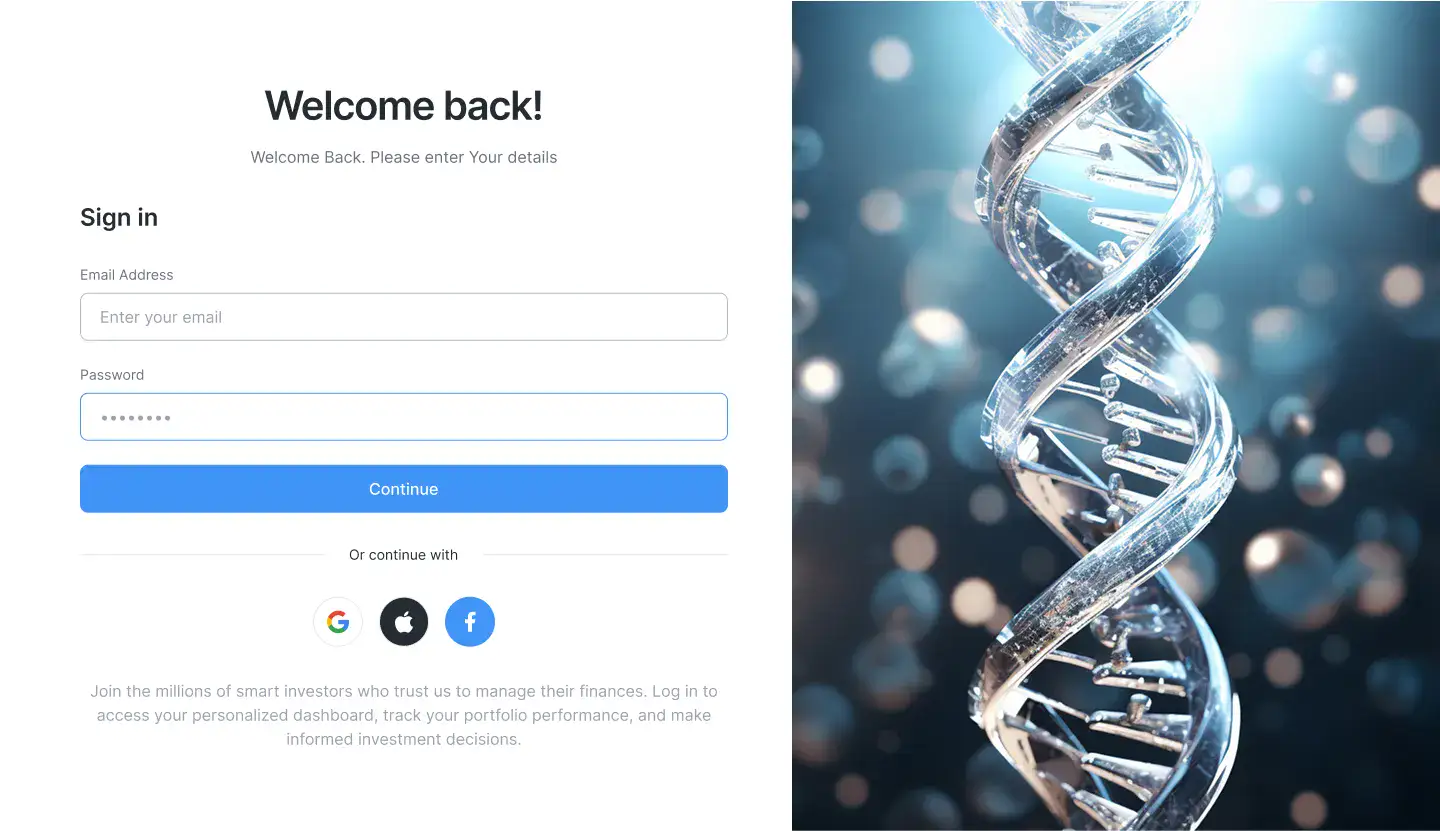 Welcome back!
Welcome Back. Please enter Your details
Sign in
Email Address
Enter your email
Password
••••••••
Continue
Or continue with
Join the millions of smart investors who trust us to manage their finances. Log in to
access your personalized dashboard, track your portfolio performance, and make
informed investment decisions.